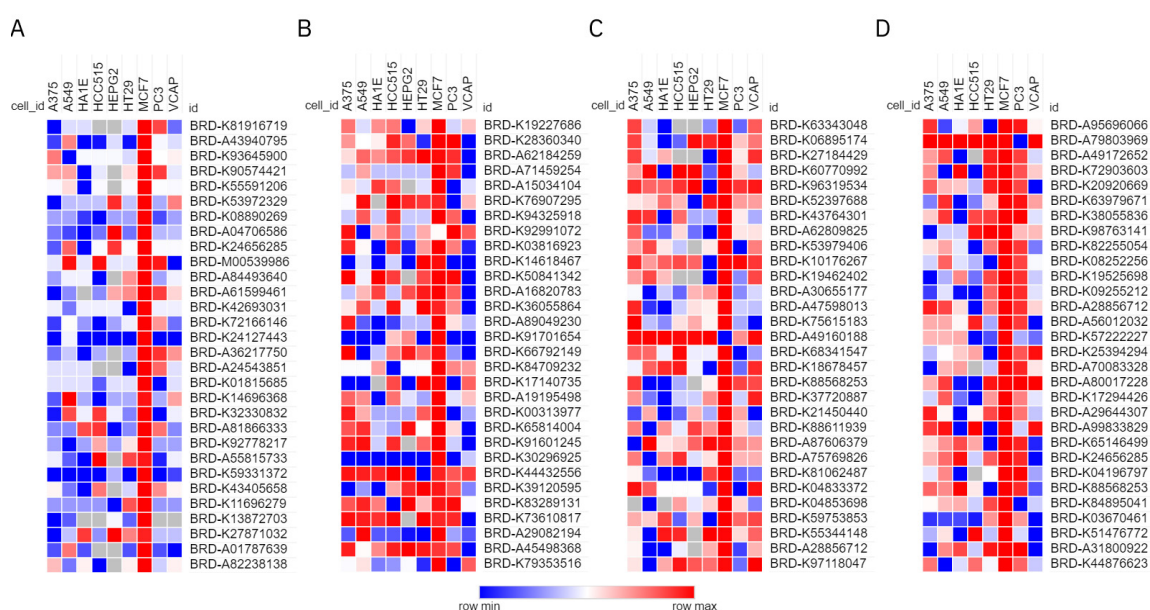 A
B
C
D
cell_id A375 A549 HA1E HCC515 HEPG2 HT29 MCF7 PC3 VCAP id
BRD-K81916719
BRD-A43940795
BRD-K93645900
BRD-K90574421
BRD-K55591206
BRD-K53972329
BRD-K08890269
BRD-A04706586
BRD-K24656285
BRD-M00539986
BRD-A84493640
BRD-A61599461
BRD-K42693031
BRD-K72166146
BRD-K24127443
BRD-A36217750
BRD-A24543851
BRD-K01815685
BRD-K14696368
BRD-K32330832
BRD-A81866333
BRD-K92778217
BRD-A55815733
BRD-K59331372
BRD-K43405658
BRD-K11696279
BRD-K13872703
BRD-K27871032
BRD-A01787639
BRD-A82238138
cell_id A375 A549 HA1E HCC515 HEPG2 HT29 MCF7 PC3 VCAP id
BRD-K19227686
BRD-K28360340
BRD-A62184259
BRD-A71459254
BRD-A15034104
BRD-K76907295
BRD-K94325918
BRD-K92991072
BRD-K03816923
BRD-K14618467
BRD-K50841342
BRD-A16820783
BRD-K36055864
BRD-A89049230
BRD-K91701654
BRD-K66792149
BRD-K84709232
BRD-K17140735
BRD-A19195498
BRD-K00313977
BRD-K65814004
BRD-K91601245
BRD-K30296925
BRD-K44432556
BRD-K39120595
BRD-K83289131
BRD-K73610817
BRD-A29082194
BRD-A45498368
BRD-K79353516
cell_id A375 A549 HA1E HCC515 HEPG2 HT29 MCF7 PC3 VCAP id
BRD-K63343048
BRD-K06895174
BRD-K27184429
BRD-K60770992
BRD-K96319534
BRD-K52397688
BRD-K43764301
BRD-A62809825
BRD-K53979406
BRD-K10176267
BRD-K19462402
BRD-A30655177
BRD-A47598013
BRD-K75615183
BRD-A49160188
BRD-K68341547
BRD-K18678457
BRD-K88568253
BRD-K37720887
BRD-K21450440
BRD-K88611939
BRD-A87606379
BRD-A75769826
BRD-K81062487
BRD-K04833372
BRD-K04853698
BRD-K59753853
BRD-K55344148
BRD-A28856712
BRD-K97118047
cell_id A375 A549 HA1E HCC515 HT29 MCF7 PC3 VCAP id
BRD-A95696066
BRD-A79803969
BRD-A49172652
BRD-K72903603
BRD-K20920669
BRD-K63979671
BRD-K38055836
BRD-K98763141
BRD-K82255054
BRD-K08252256
BRD-K19525698
BRD-K09255212
BRD-A28856712
BRD-A56012032
BRD-K57222227
BRD-K25394294
BRD-A70083328
BRD-A80017228
BRD-K17294426
BRD-A29644307
BRD-A99833829
BRD-K65146499
BRD-K24656285
BRD-K04196797
BRD-K88568253
BRD-K84895041
BRD-K03670461
BRD-K51476772
BRD-A31800922
BRD-K44876623
row min row max